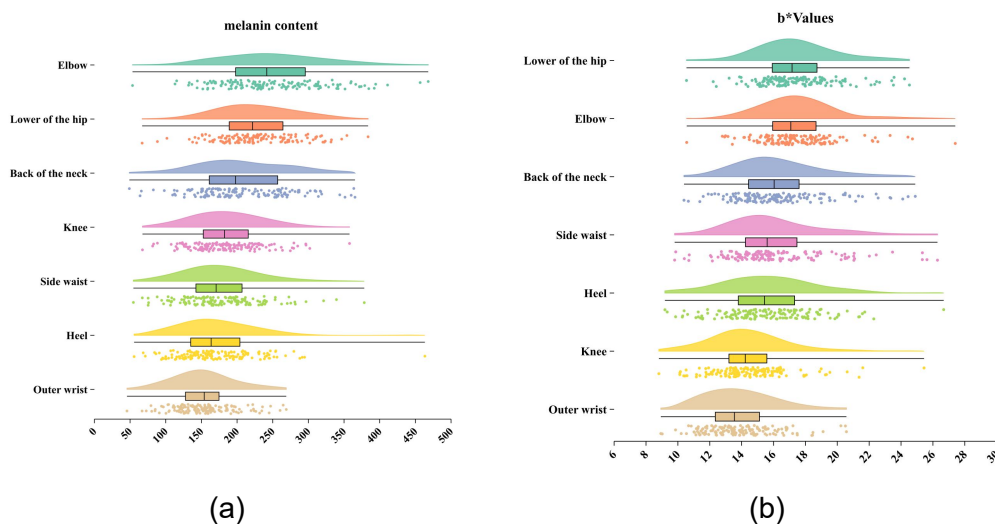 melanin content
Elbow
Lower of the hip
Back of the neck
Knee
Side waist
Heel
Outer wrist
0 50 100 150 200 250 300 350 400 450 500
(a)
b*Values
Lower of the hip
Elbow
Back of the neck
Side waist
Heel
Knee
Outer wrist
6 8 10 12 14 16 18 20 22 24 26 28 30
(b)